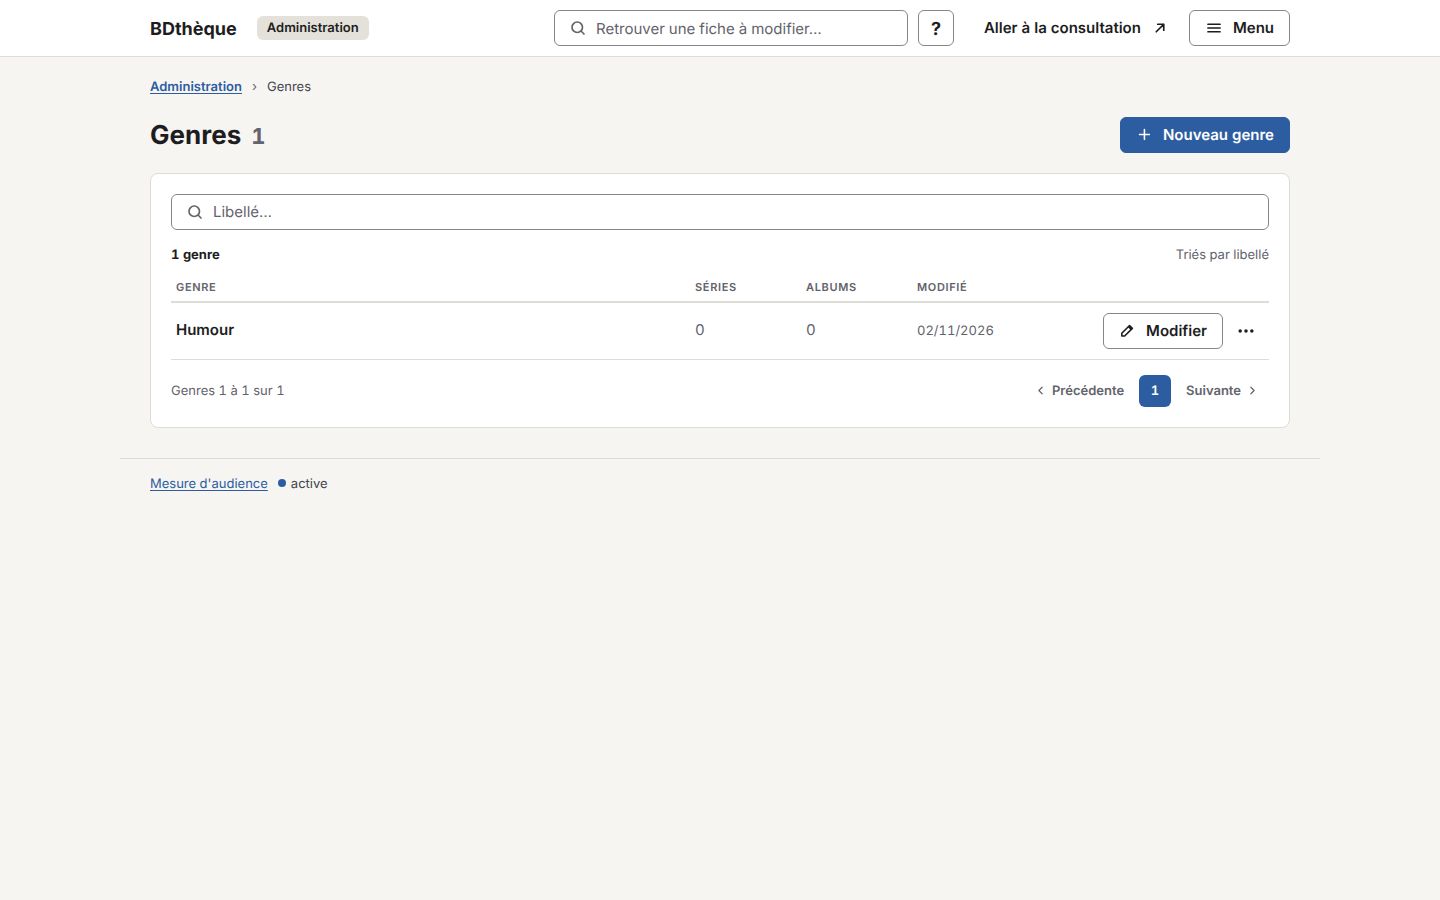 BDthèque Administration Retrouver une fiche à modifier... ? Aller à la consultation Menu
Administration › Genres
Genres 1 Nouveau genre
Libellé...
1 genre Triés par libellé
GENRE SÉRIES ALBUMS MODIFIÉ
Humour 0 0 02/11/2026 Modifier
Genres 1 à 1 sur 1 Précédente 1 Suivante
Mesure d'audience active